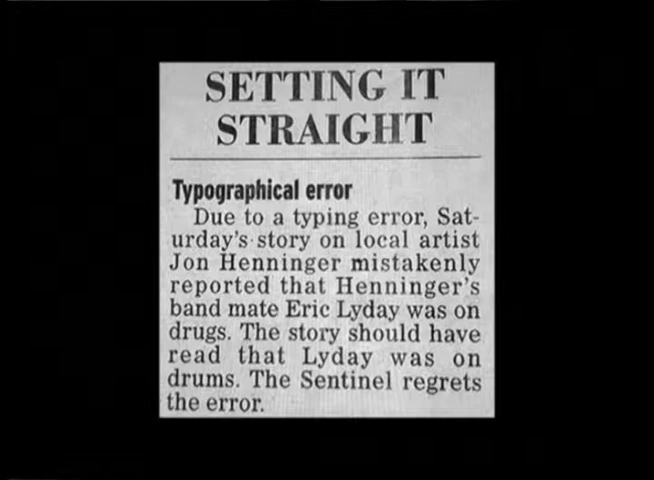 SETTING IT
STRAIGHT
Typographical error
Due to a typing error, Sat-
urday's story on local artist
Jon Henninger mistakenly
reported that Henninger's
band mate Eric Lyday was on
drugs. The story should have
read that Lyday was on
drums. The Sentinel regrets
the error.